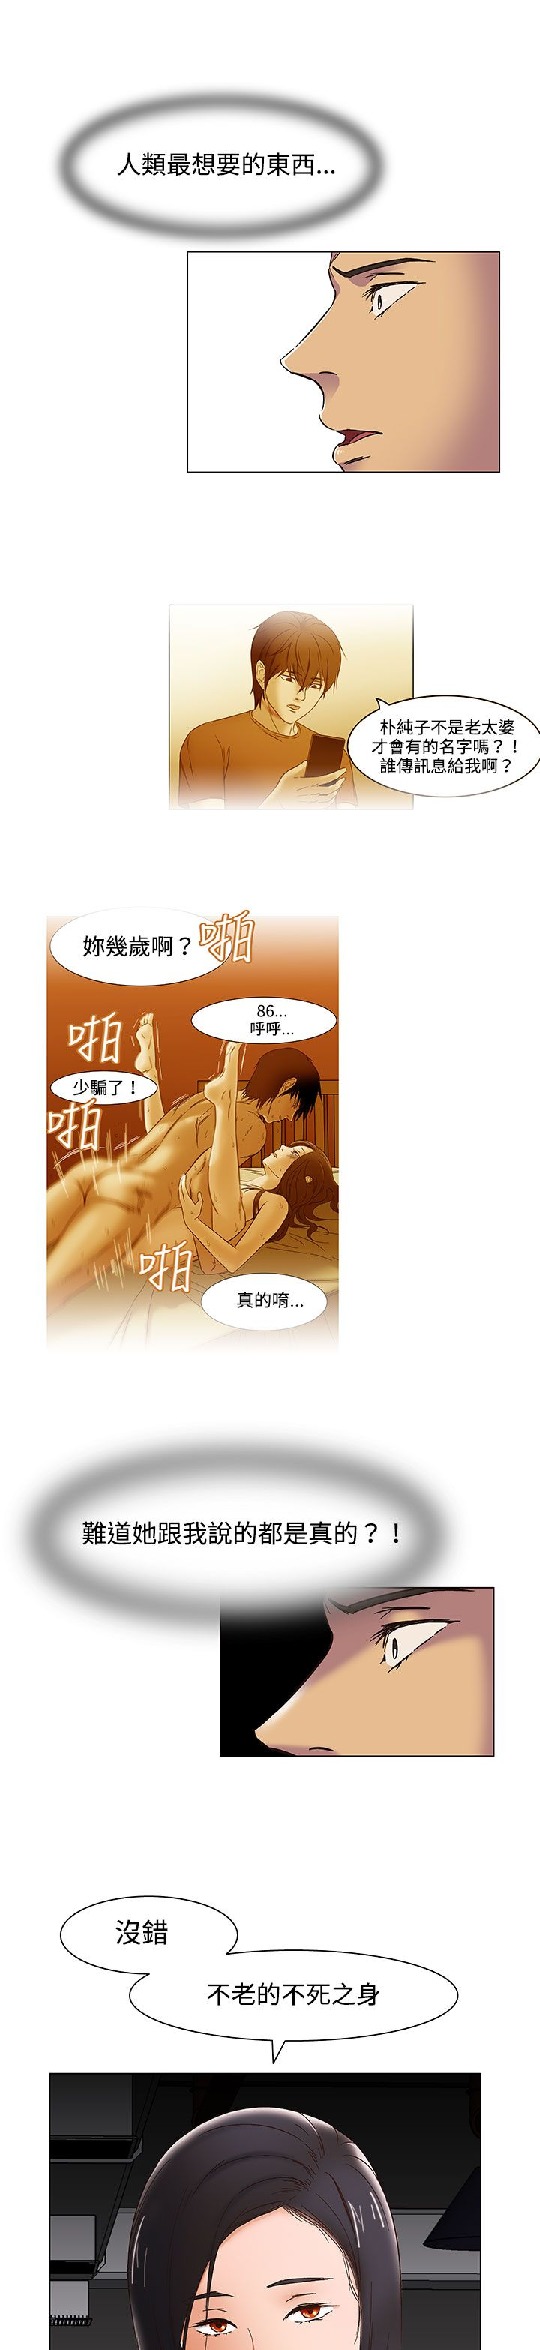 人類最想要的東西...
朴純子不是老太婆
才會有的名字嗎？！
誰傳訊息給我啊？
妳幾歲啊？
啪
86...
呼呼...
啪
少騙了！
啪
啪
真的唷...
難道她跟我說的都是真的？！
沒錯
不老的不死之身